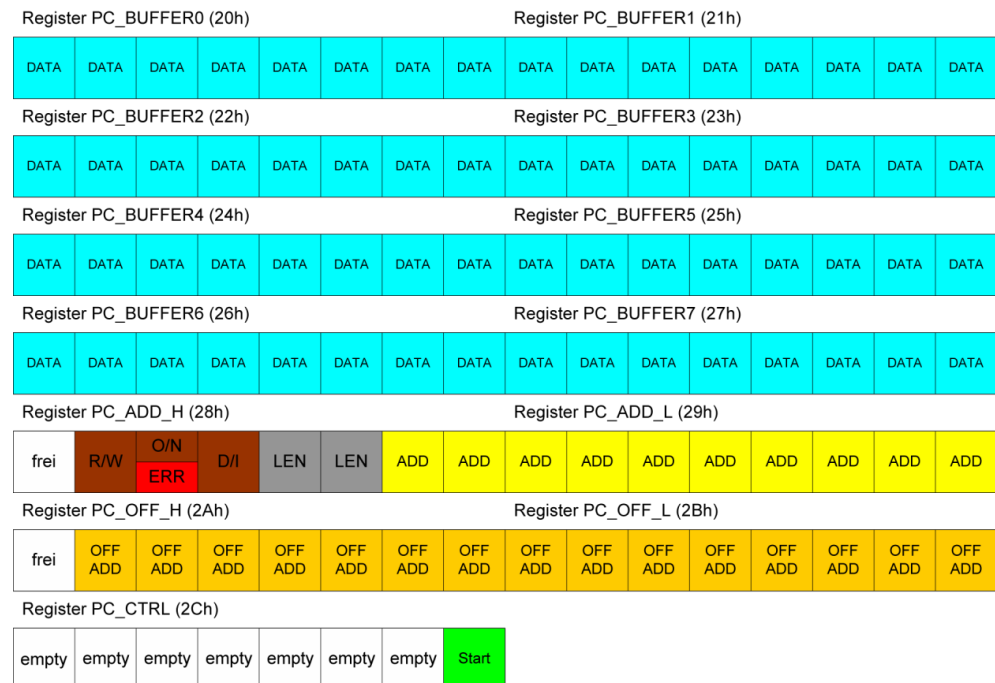 Register PC_BUFFER0 (20h) Register PC_BUFFER1 (21h)
DATA DATA DATA DATA DATA DATA DATA DATA DATA DATA DATA DATA DATA DATA DATA DATA
Register PC_BUFFER2 (22h) Register PC_BUFFER3 (23h)
DATA DATA DATA DATA DATA DATA DATA DATA DATA DATA DATA DATA DATA DATA DATA DATA
Register PC_BUFFER4 (24h) Register PC_BUFFER5 (25h)
DATA DATA DATA DATA DATA DATA DATA DATA DATA DATA DATA DATA DATA DATA DATA DATA
Register PC_BUFFER6 (26h) Register PC_BUFFER7 (27h)
DATA DATA DATA DATA DATA DATA DATA DATA DATA DATA DATA DATA DATA DATA DATA DATA
Register PC_ADD_H (28h) Register PC_ADD_L (29h)
frei R/W O/N D/I LEN LEN ADD ADD ADD ADD ADD ADD ADD ADD ADD ADD
ERR
Register PC_OFF_H (2Ah) Register PC_OFF_L (2Bh)
frei OFF OFF OFF OFF OFF OFF OFF OFF OFF OFF OFF OFF OFF OFF OFF
ADD ADD ADD ADD ADD ADD ADD ADD ADD ADD ADD ADD ADD ADD ADD
Register PC_CTRL (2Ch)
empty empty empty empty empty empty empty Start